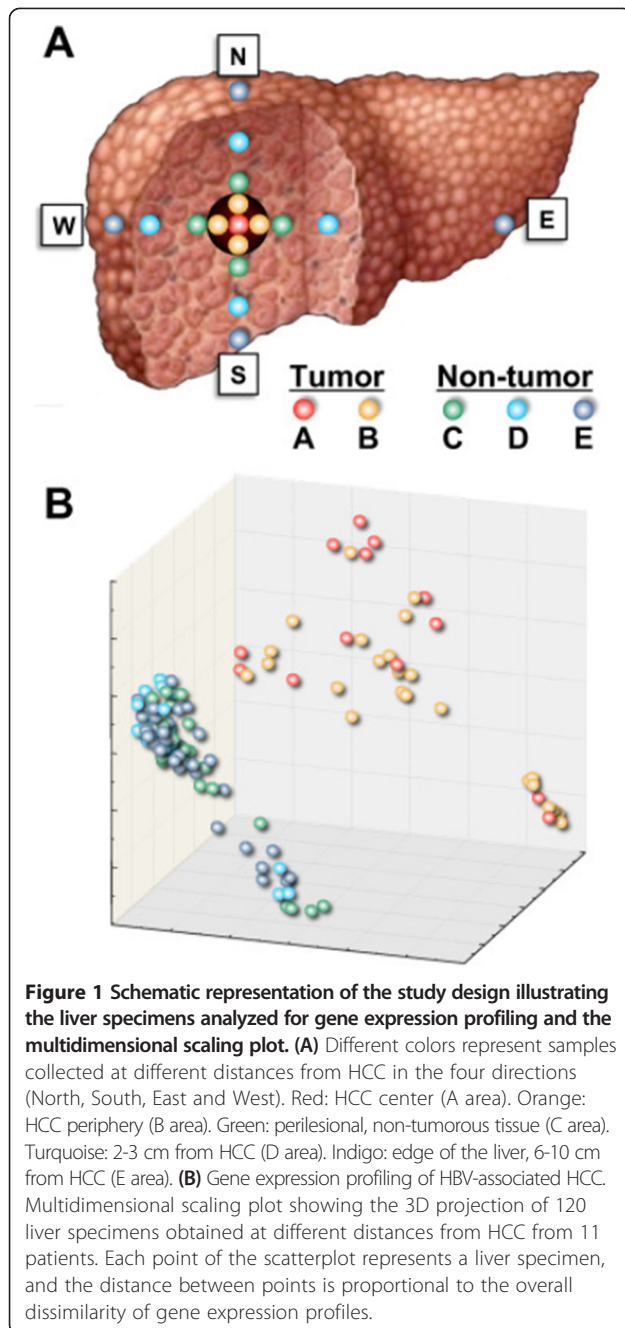 A
N
W
E
S
Tumor Non-tumor
A B C D E
B
Figure 1 Schematic representation of the study design illustrating
the liver specimens analyzed for gene expression profiling and the
multidimensional scaling plot. (A) Different colors represent samples
collected at different distances from HCC in the four directions
(North, South, East and West). Red: HCC center (A area). Orange:
HCC periphery (B area). Green: perilesional, non-tumorous tissue (C area).
Turquoise: 2-3 cm from HCC (D area). Indigo: edge of the liver, 6-10 cm
from HCC (E area). (B) Gene expression profiling of HBV-associated HCC.
Multidimensional scaling plot showing the 3D projection of 120
liver specimens obtained at different distances from HCC from 11
patients. Each point of the scatterplot represents a liver specimen,
and the distance between points is proportional to the overall
dissimilarity of gene expression profiles.